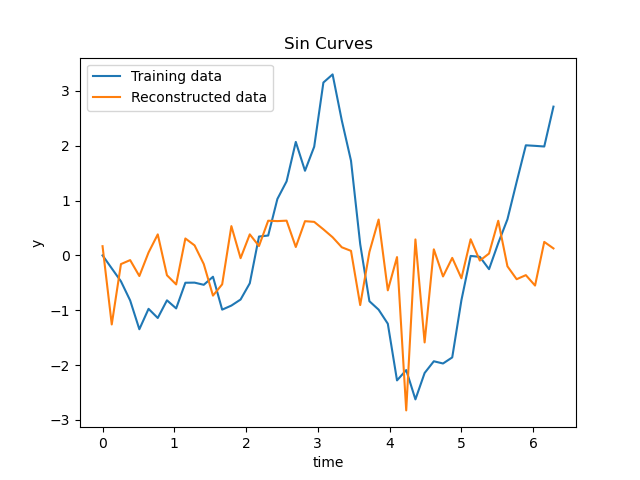 Sin Curves
Training data
Reconstructed data
3
2
1
0
−1
−2
−3
y
0 1 2 3 4 5 6
time